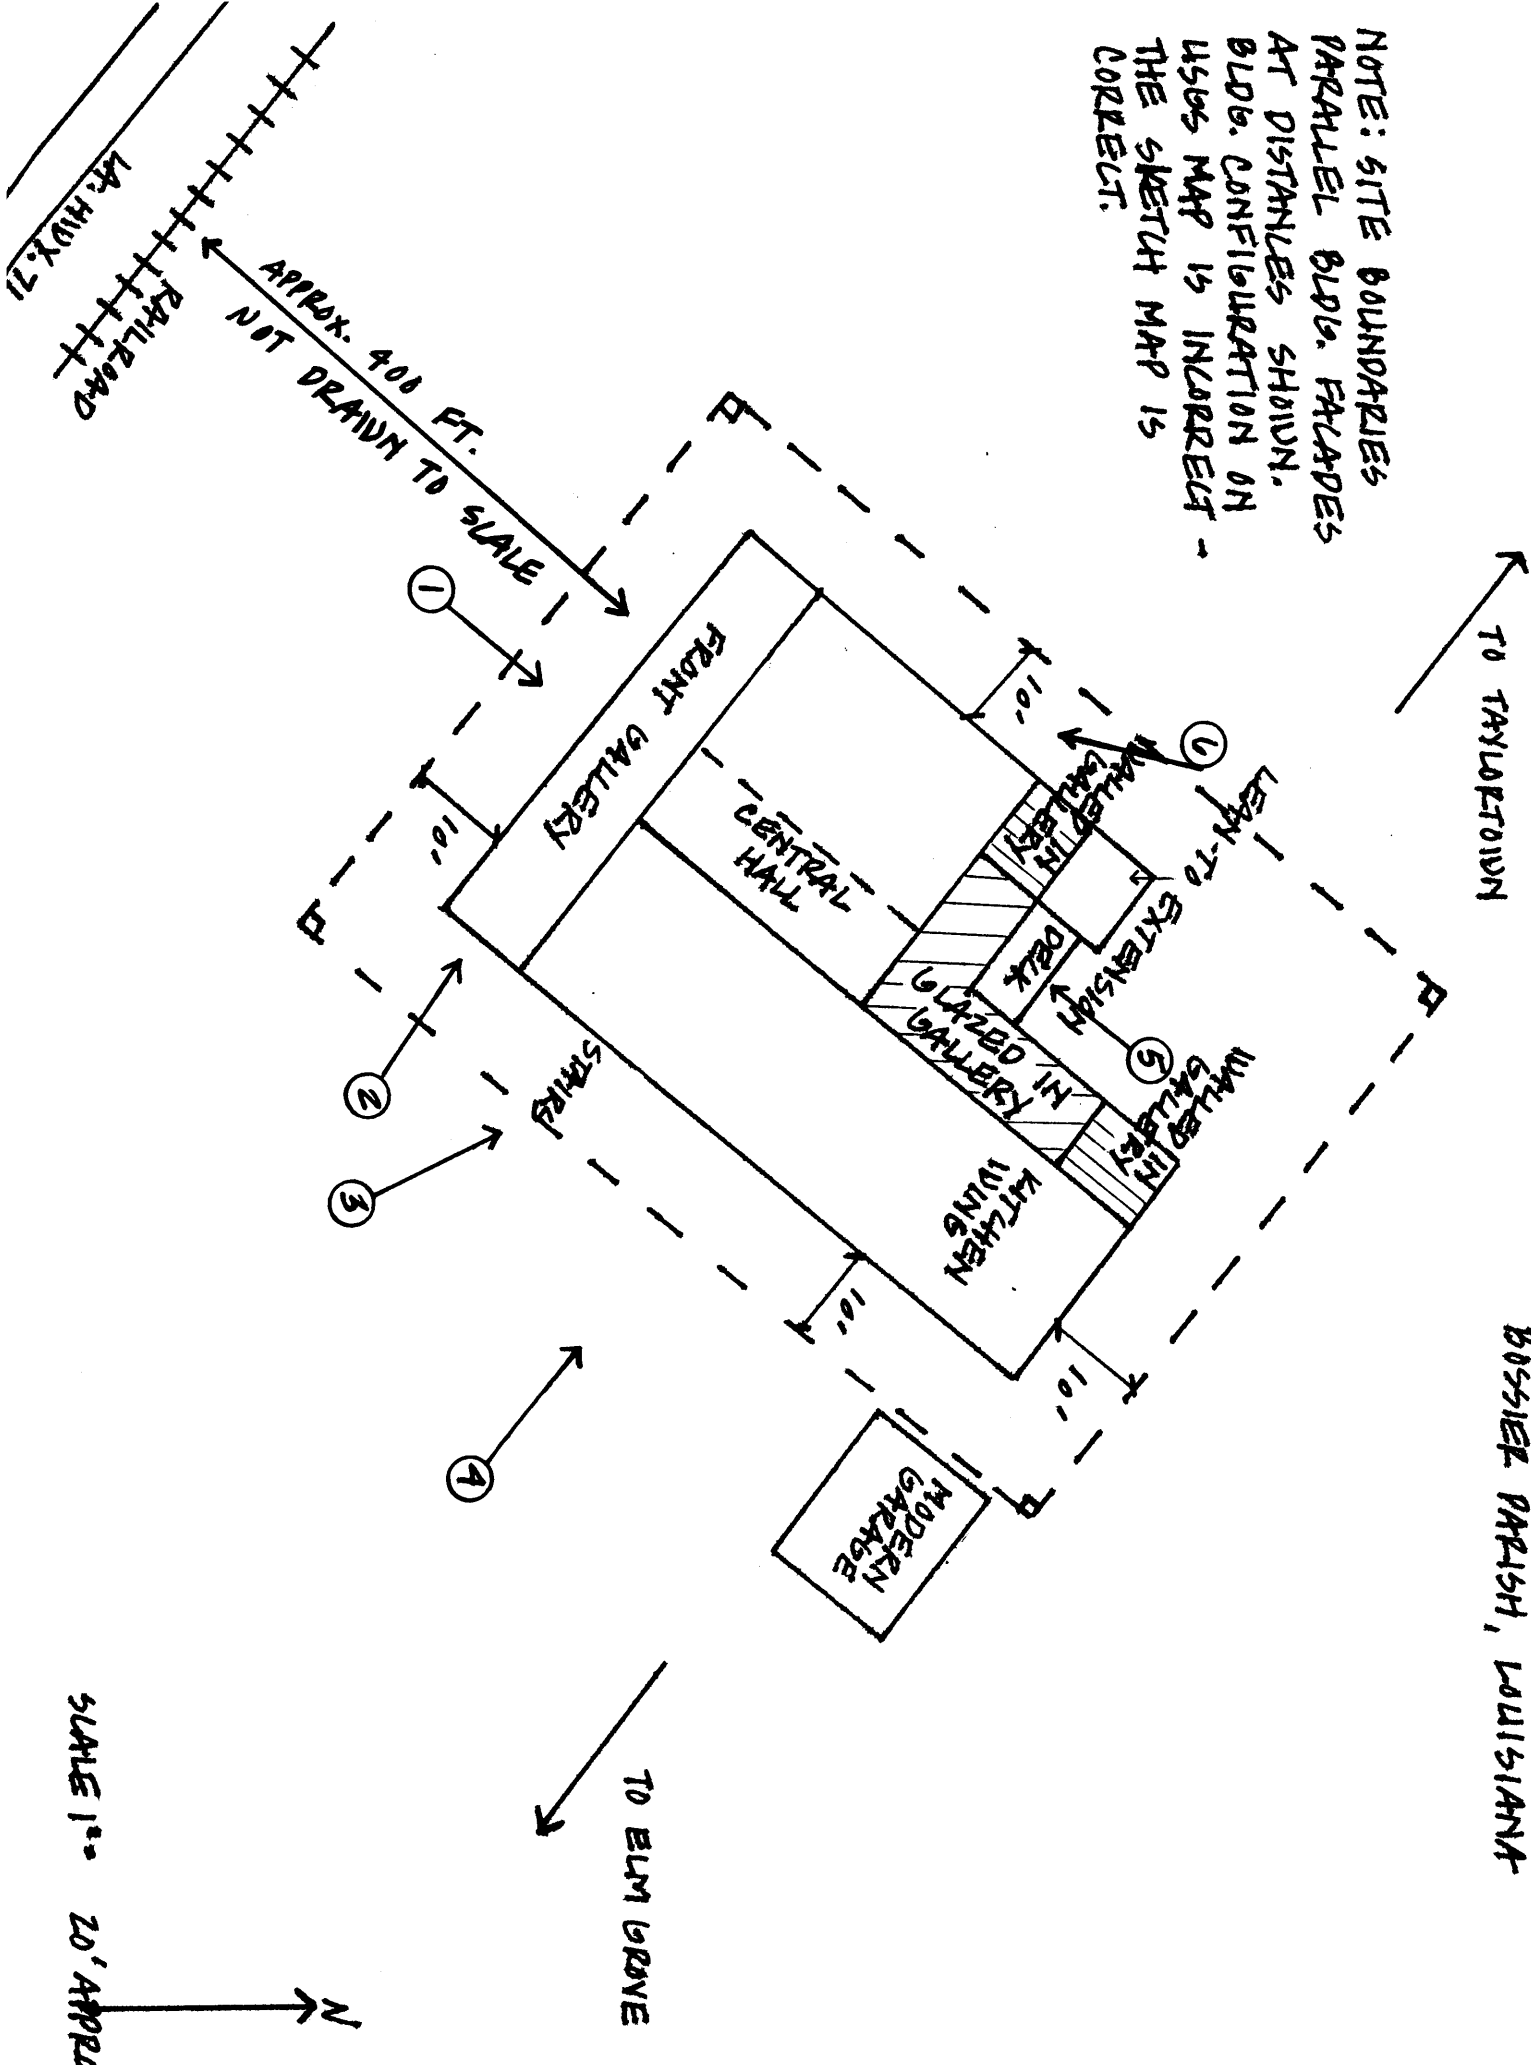 BOSSIER PARISH, LOUISIANA
NOTE: SITE BOUNDARIES
PARALLEL BLDG. FACADES
AT DISTANCES SHOWN.
BLDG. CONFIGURATION ON
USGS MAP IS INCORRECT -
THE SKETCH MAP IS
CORRECT.
TO TAYLORTOWN
LEAN-TO EXTENSION
6
WALLED IN
GALLERY
10'
5
WALLED IN
GALLERY
DECK
GLAZED IN
GALLERY
CENTRAL
HALL
KITCHEN
WING
10'
FRONT GALLERY
10'
10'
STAIRS
MODERN
GARAGE
APPROX. 400 FT.
NOT DRAWN TO SCALE
1
2
3
4
RAILROAD
LA. HWY. 71
TO ELM GROVE
N
SCALE 1" = 20'